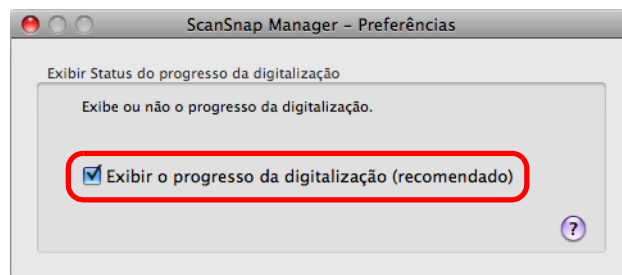 ScanSnap Manager – Preferências
Exibir Status do progresso da digitalização
Exibe ou não o progresso da digitalização.
Exibir o progresso da digitalização (recomendado)
?